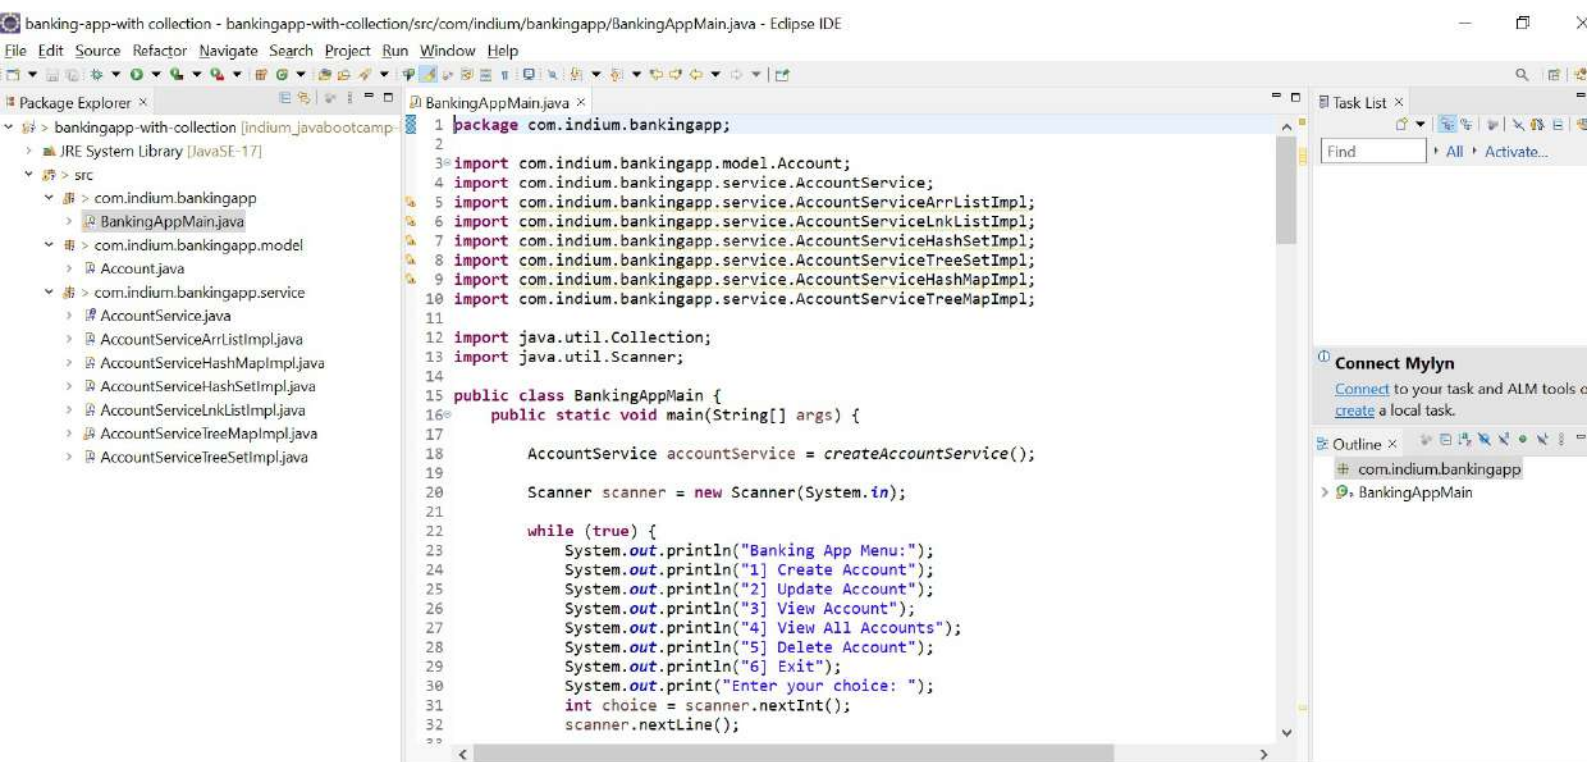 banking-app-with collection - bankingapp-with-collection/src/com/indium/bankingapp/BankingAppMain.java - Eclipse IDE
File Edit Source Refactor Navigate Search Project Run Window Help
Package Explorer
> bankingapp-with-collection [indium_javabootcamp-
JRE System Library [JavaSE-17]
> src
> com.indium.bankingapp
BankingAppMain.java
> com.indium.bankingapp.model
Account.java
> com.indium.bankingapp.service
AccountService.java
AccountServiceArrListImpl.java
AccountServiceHashMapImpl.java
AccountServiceHashSetImpl.java
AccountServiceLnkListImpl.java
AccountServiceTreeMapImpl.java
AccountServiceTreeSetImpl.java
BankingAppMain.java
1 package com.indium.bankingapp;
2
3 import com.indium.bankingapp.model.Account;
4 import com.indium.bankingapp.service.AccountService;
5 import com.indium.bankingapp.service.AccountServiceArrListImpl;
6 import com.indium.bankingapp.service.AccountServiceLnkListImpl;
7 import com.indium.bankingapp.service.AccountServiceHashSetImpl;
8 import com.indium.bankingapp.service.AccountServiceTreeSetImpl;
9 import com.indium.bankingapp.service.AccountServiceHashMapImpl;
10 import com.indium.bankingapp.service.AccountServiceTreeMapImpl;
11
12 import java.util.Collection;
13 import java.util.Scanner;
14
15 public class BankingAppMain {
16 public static void main(String[] args) {
17
18 AccountService accountService = createAccountService();
19
20 Scanner scanner = new Scanner(System.in);
21
22 while (true) {
23 System.out.println("Banking App Menu:");
24 System.out.println("1] Create Account");
25 System.out.println("2] Update Account");
26 System.out.println("3] View Account");
27 System.out.println("4] View All Accounts");
28 System.out.println("5] Delete Account");
29 System.out.println("6] Exit");
30 System.out.print("Enter your choice: ");
31 int choice = scanner.nextInt();
32 scanner.nextLine();
Task List
Find All Activate...
Connect Mylyn
Connect to your task and ALM tools o
create a local task.
Outline
com.indium.bankingapp
BankingAppMain